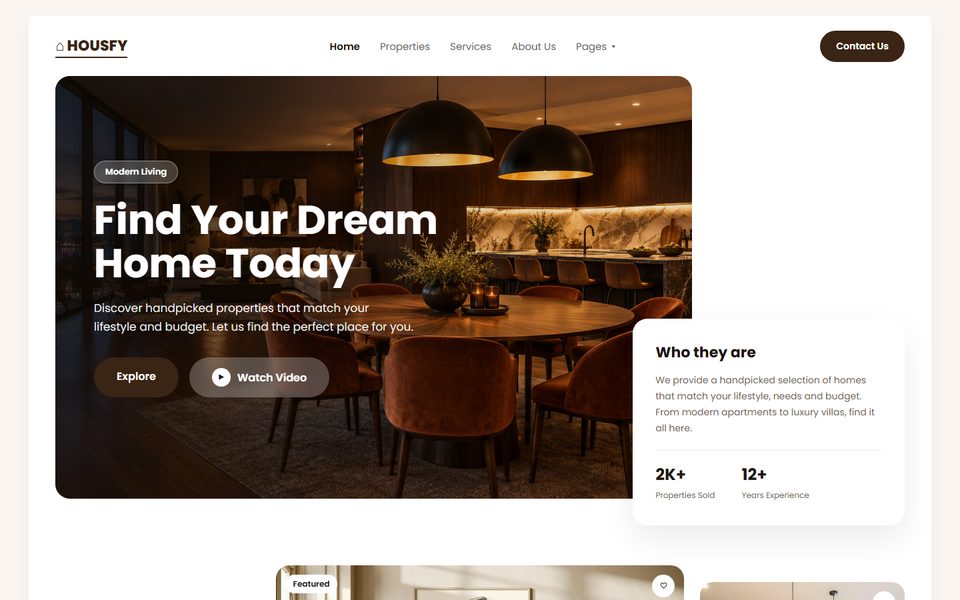 HOUSFY
Home
Properties
Services
About Us
Pages
Contact Us
Modern Living
Find Your Dream
Home Today
Discover handpicked properties that match your
lifestyle and budget. Let us find the perfect place for you.
Explore
Watch Video
Who they are
We provide a handpicked selection of homes
that match your lifestyle, needs and budget.
From modern apartments to luxury villas, find it
all here.
2K+
12+
Properties Sold
Years Experience
Featured